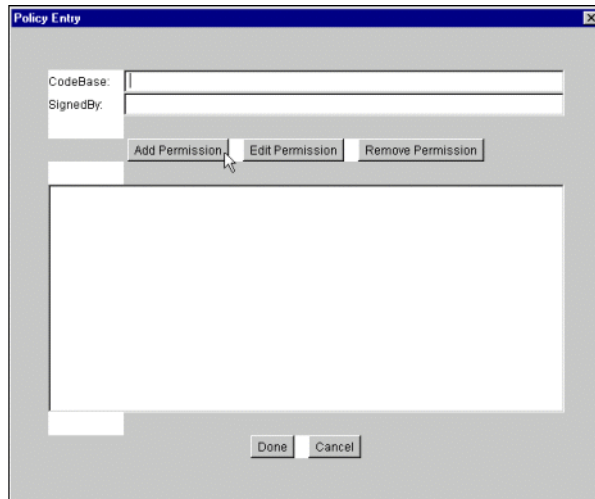 Policy Entry
CodeBase:
SignedBy:
Add Permission Edit Permission Remove Permission
Done Cancel